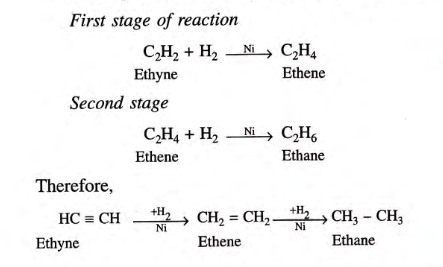 First stage of reaction
C₂H₂ + H₂ —Ni→ C₂H₄
Ethyne Ethene
Second stage
C₂H₄ + H₂ —Ni→ C₂H₆
Ethene Ethane
Therefore,
HC ≡ CH —+H₂/Ni→ CH₂ = CH₂ —+H₂/Ni→ CH₃ – CH₃
Ethyne Ethene Ethane